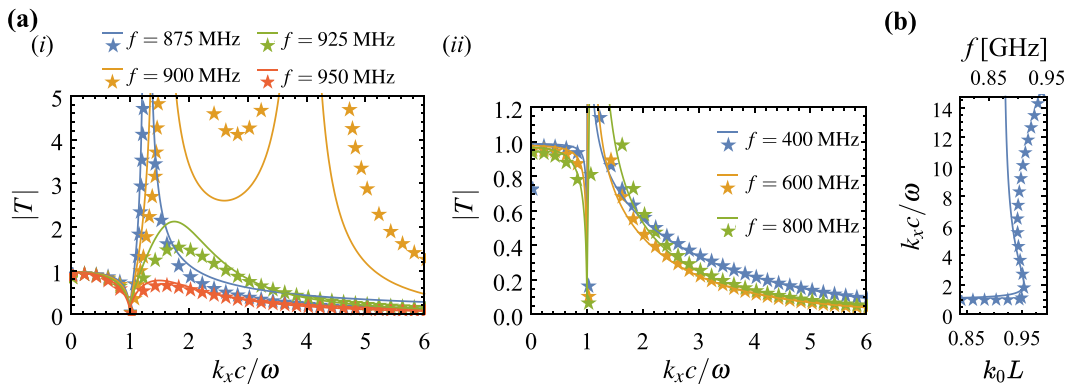 (a)
(i)
f = 875 MHz
f = 925 MHz
f = 900 MHz
f = 950 MHz
|T|
5
4
3
2
1
0
0 1 2 3 4 5 6
k_x c/ω
(ii)
f = 400 MHz
f = 600 MHz
f = 800 MHz
|T|
1.2
1.0
0.8
0.6
0.4
0.2
0.0
0 1 2 3 4 5 6
k_x c/ω
(b)
f [GHz]
0.85 0.95
k_x c/ω
14
12
10
8
6
4
2
0
0.85 0.95
k_0 L